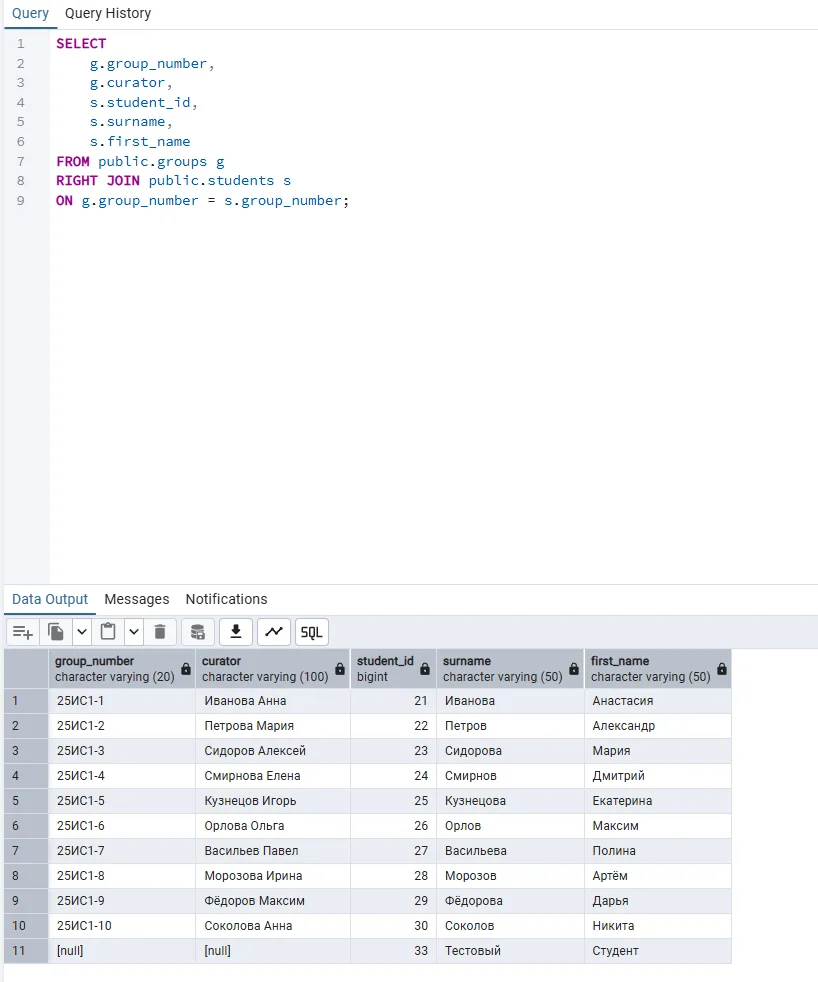 Query Query History
1 SELECT
2 g.group_number,
3 g.curator,
4 s.student_id,
5 s.surname,
6 s.first_name
7 FROM public.groups g
8 RIGHT JOIN public.students s
9 ON g.group_number = s.group_number;
Data Output Messages Notifications
SQL
group_number curator student_id surname first_name
character varying (20) character varying (100) bigint character varying (50) character varying (50)
1 25ИС1-1 Иванова Анна 21 Иванова Анастасия
2 25ИС1-2 Петрова Мария 22 Петров Александр
3 25ИС1-3 Сидоров Алексей 23 Сидорова Мария
4 25ИС1-4 Смирнова Елена 24 Смирнов Дмитрий
5 25ИС1-5 Кузнецов Игорь 25 Кузнецова Екатерина
6 25ИС1-6 Орлова Ольга 26 Орлов Максим
7 25ИС1-7 Васильев Павел 27 Васильева Полина
8 25ИС1-8 Морозова Ирина 28 Морозов Артём
9 25ИС1-9 Фёдоров Максим 29 Фёдорова Дарья
10 25ИС1-10 Соколова Анна 30 Соколов Никита
11 [null] [null] 33 Тестовый Студент